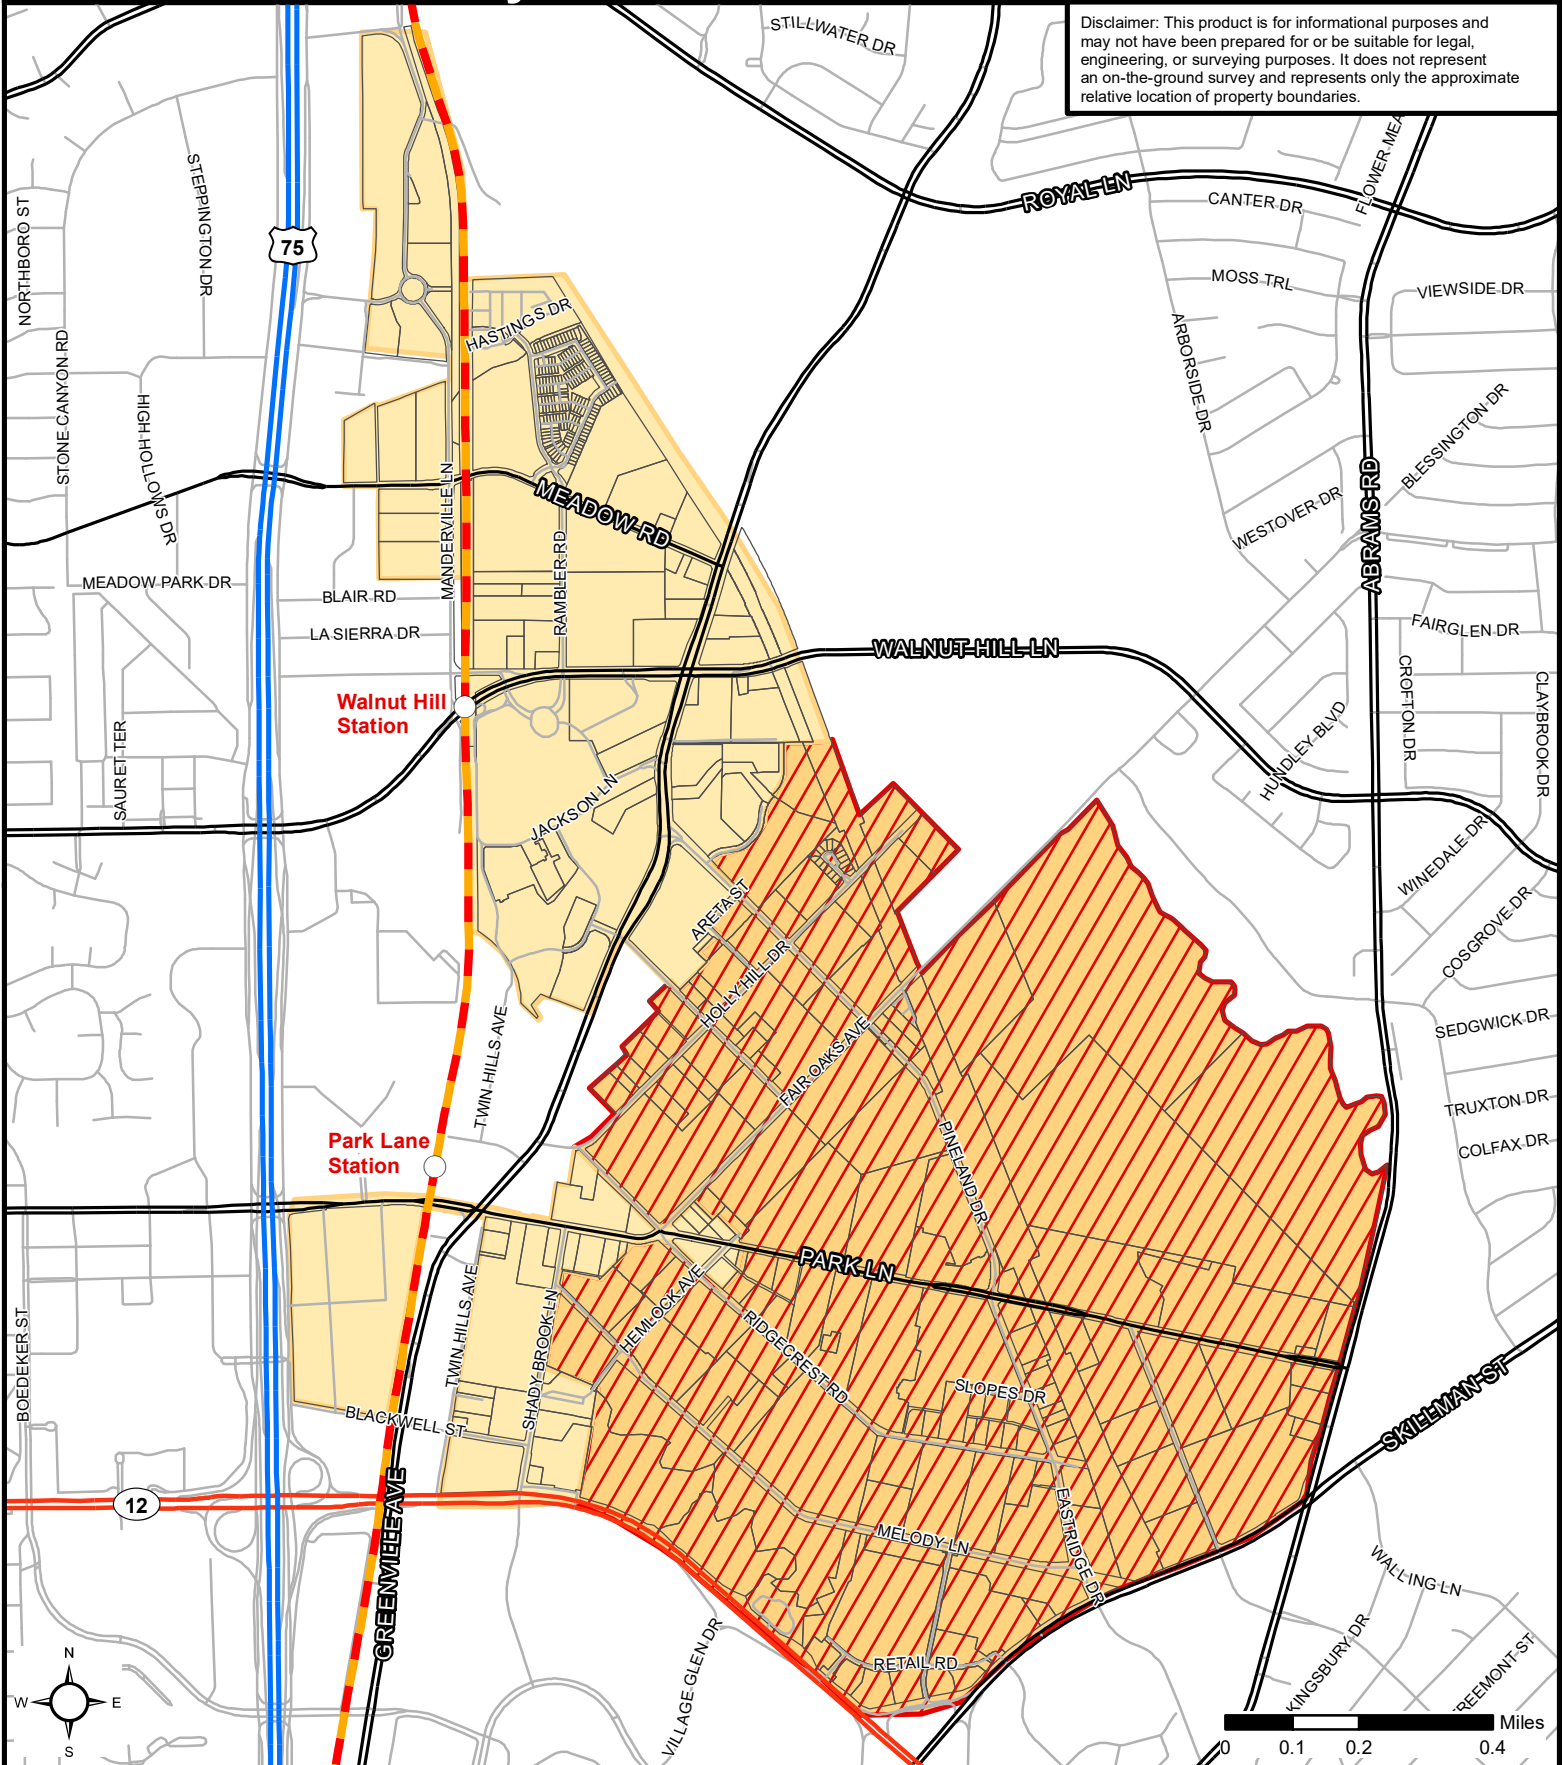 Disclaimer: This product is for informational purposes and
may not have been prepared for or be suitable for legal,
engineering, or surveying purposes. It does not represent
an on-the-ground survey and represents only the approximate
relative location of property boundaries.
STILLWATER DR
ROYAL LN
CANTER DR
STEPPINGTON DR
NORTHBORO ST
75
MOSS TRL
VIEWSIDE DR
HASTINGS DR
ARBORSIDE DR
STONE CANYON RD
HIGH HOLLOWS DR
BLESSINGTON DR
MANDERVILLE LN
MEADOW RD
WESTOVER DR
ABRAMS RD
MEADOW PARK DR
BLAIR RD
RAMBLER RD
LA SIERRA DR
FAIRGLEN DR
WALNUT HILL LN
CROFTON DR
CLAYBROOK DR
Walnut Hill
Station
SAURET TER
HUNDLEY BLVD
JACKSON LN
WINEDALE DR
ARETA ST
COSGROVE DR
HOLLY HILL DR
SEDGWICK DR
FAIR OAKS AVE
TWIN HILLS AVE
TRUXTON DR
COLFAX DR
Park Lane
Station
PINELAND DR
PARK LN
TWIN HILLS AVE
SHADY BROOK LN
HEMLOCK AVE
RIDGECREST RD
BOEDEKER ST
SLOPES DR
SKILLMAN ST
BLACKWELL ST
12
GREENVILLE AVE
MELODY LN
EASTRIDGE DR
WALLING LN
VILLAGE GLEN DR
RETAIL RD
KINGSBURY DR
N
W
E
S
Miles
0
0.1
0.2
0.4